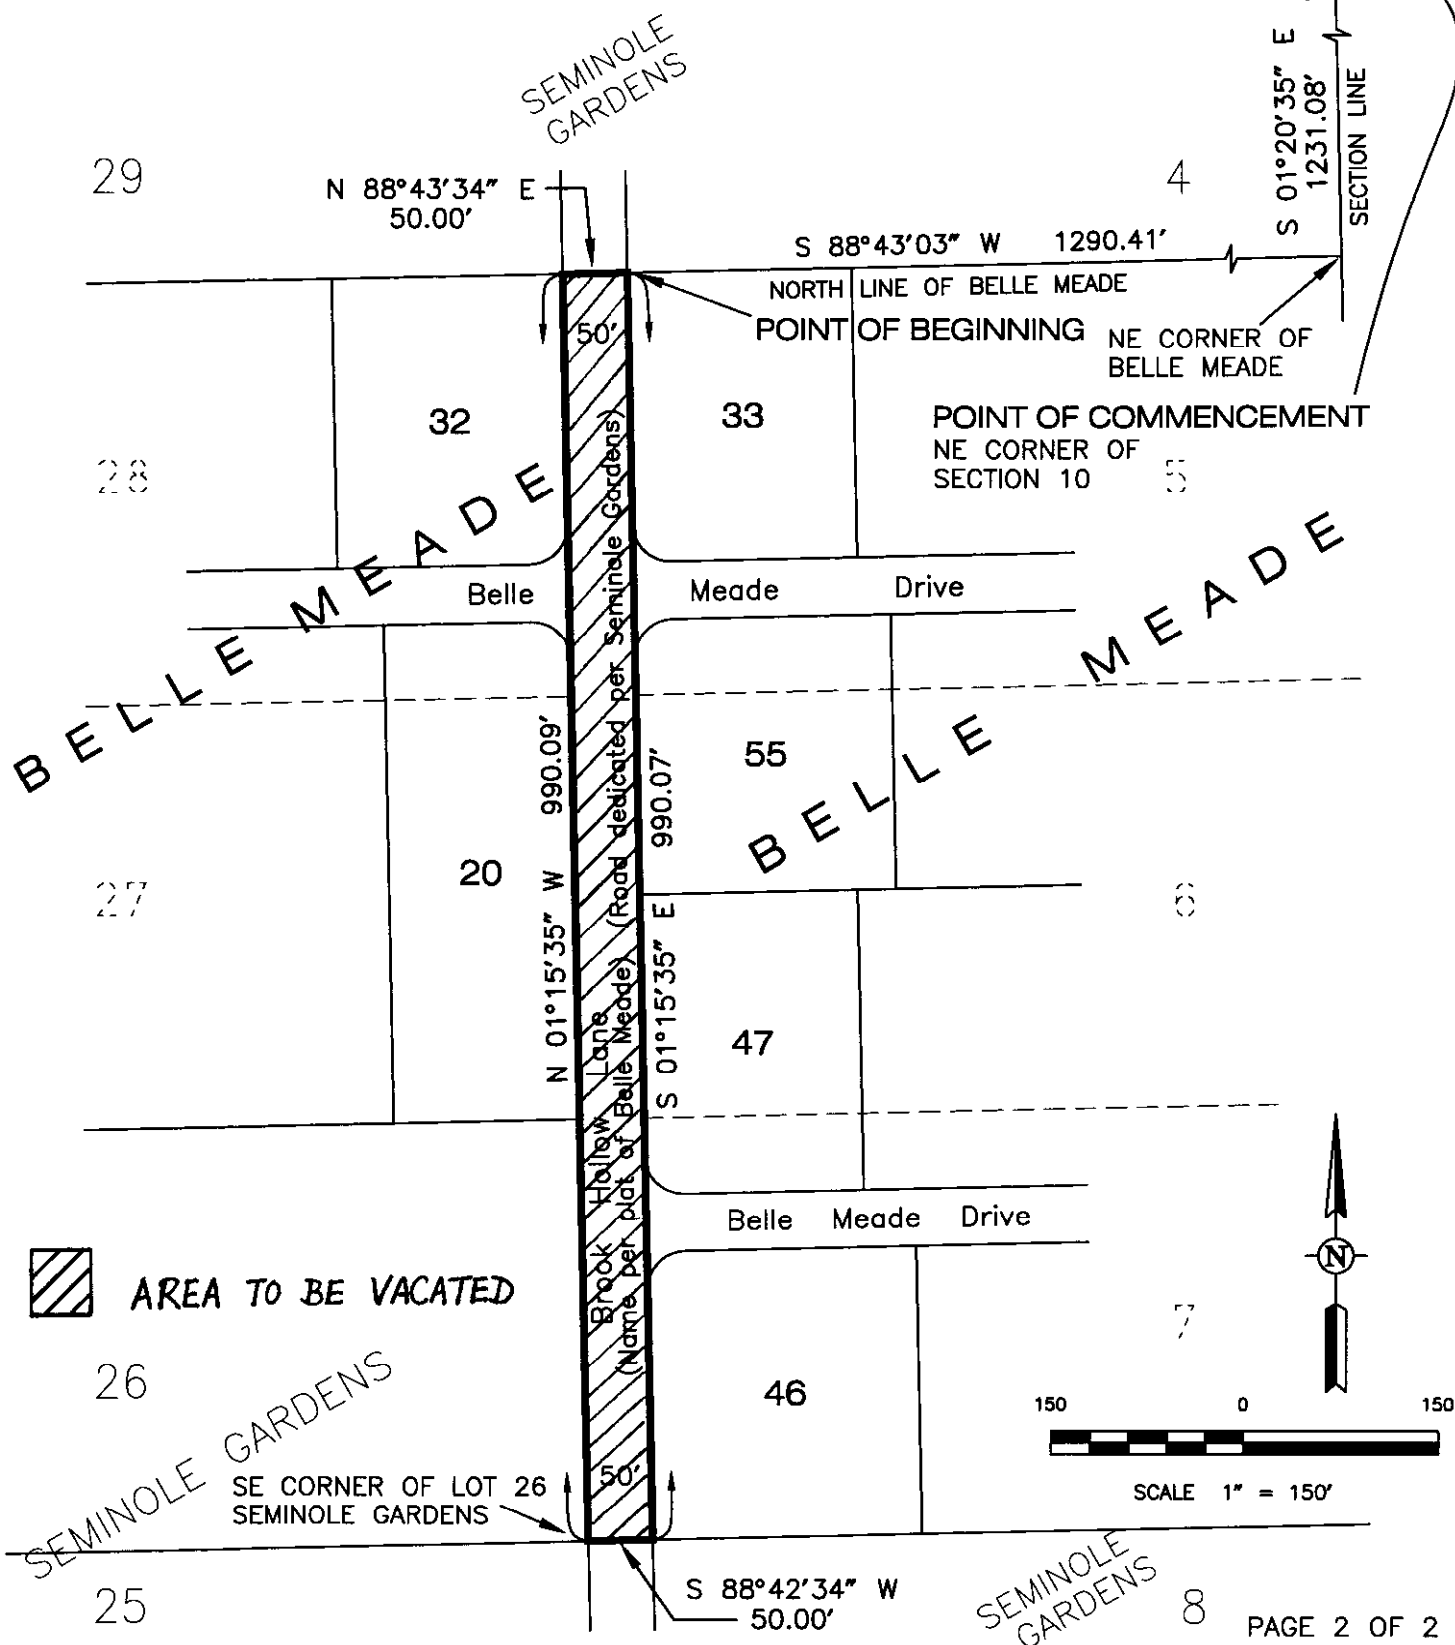 SEMINOLE
GARDENS
S 01°20'35" E
1231.08'
SECTION LINE
29
4
N 88°43'34" E
50.00'
S 88°43'03" W 1290.41'
NORTH LINE OF BELLE MEADE
50'
POINT OF BEGINNING
NE CORNER OF
BELLE MEADE
32
33
POINT OF COMMENCEMENT
NE CORNER OF
SECTION 10
28
5
BELLE MEADE
Belle Meade Drive
BELLE MEADE
990.09'
N 01°15'35" W
990.07'
S 01°15'35" E
Brook Hollow Lane
(Name per plat of Belle Meade)
(Road dedicated per Seminole Gardens)
55
20
27
6
47
Belle Meade Drive
N
AREA TO BE VACATED
7
26
46
150 0 150
SCALE 1" = 150'
SEMINOLE GARDENS
50'
SE CORNER OF LOT 26
SEMINOLE GARDENS
25
S 88°42'34" W
50.00'
SEMINOLE
GARDENS
8
PAGE 2 OF 2